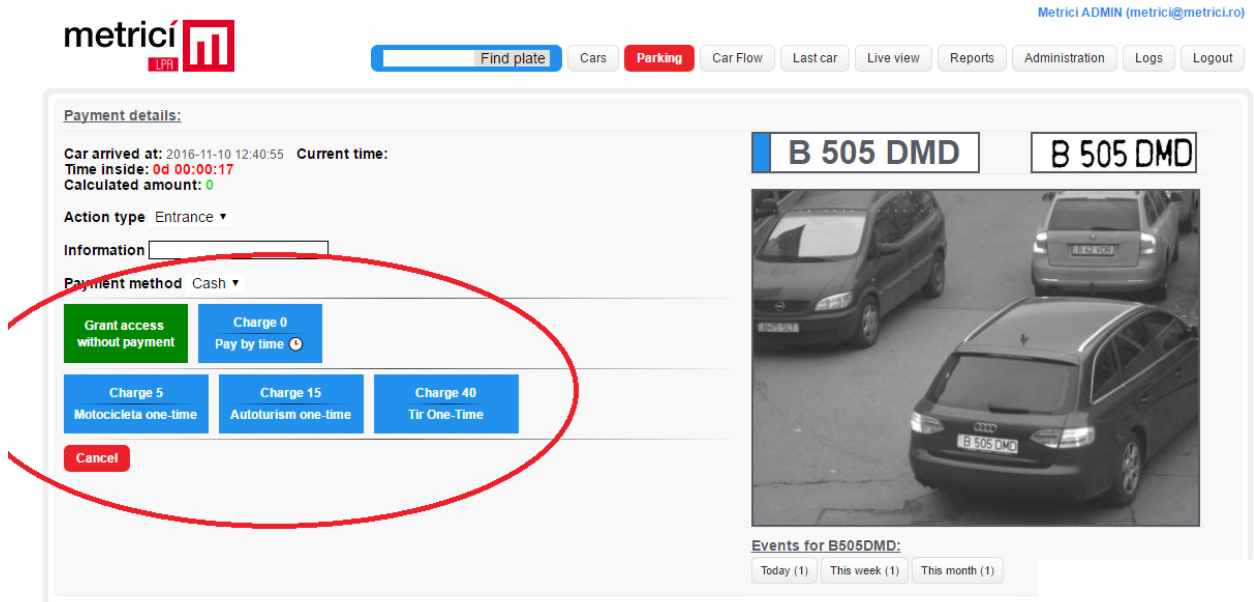 Metrici ADMIN (metrici@metrici.ro)
metricí
LPR
Find plate Cars Parking Car Flow Last car Live view Reports Administration Logs Logout
Payment details:
Car arrived at: 2016-11-10 12:40:55 Current time:
Time inside: 0d 00:00:17
Calculated amount: 0
Action type Entrance
Information
Payment method Cash
Grant access
without payment
Charge 0
Pay by time
Charge 5
Motocicleta one-time
Charge 15
Autoturism one-time
Charge 40
Tir One-Time
Cancel
B 505 DMD
B 505 DMD
B 62 VOR
B 505 DMD
Events for B505DMD:
Today (1) This week (1) This month (1)